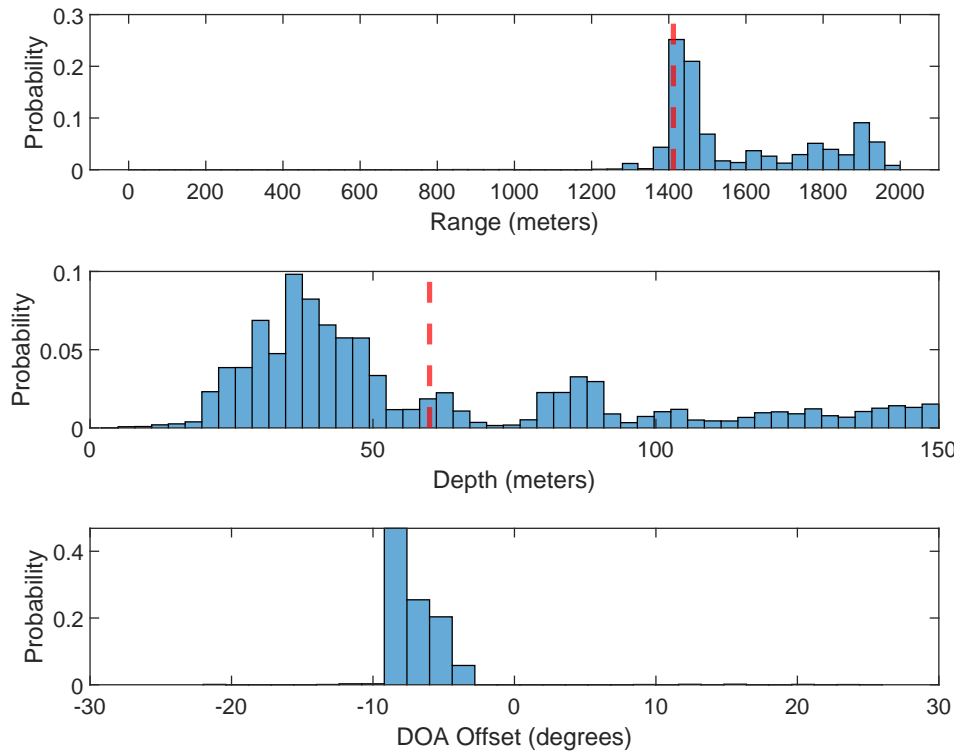 0.3
0.2
0.1
0
Probability
0 200 400 600 800 1000 1200 1400 1600 1800 2000
Range (meters)
0.1
0.05
0
Probability
0 50 100 150
Depth (meters)
0.4
0.2
0
Probability
-30 -20 -10 0 10 20 30
DOA Offset (degrees)